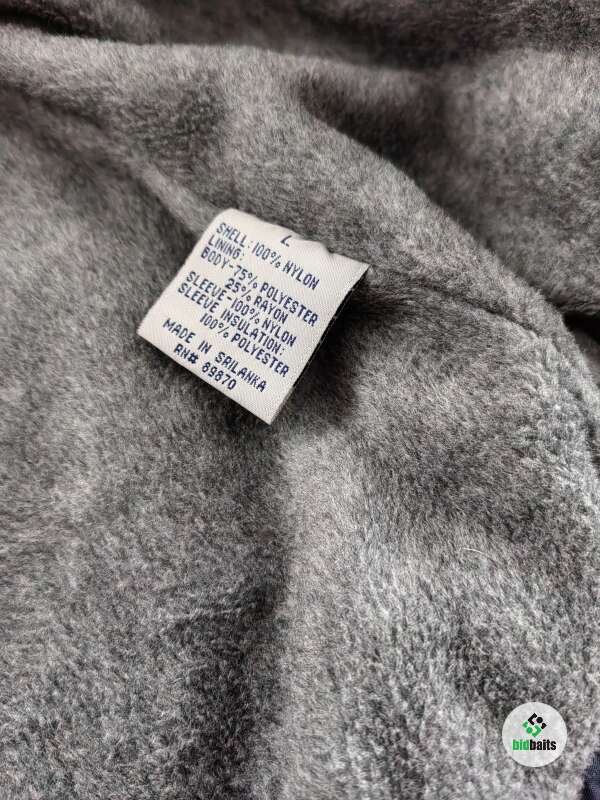 L
SHELL: 100% NYLON
LINING:
BODY-75% POLYESTER
25% RAYON
SLEEVE-100% NYLON
SLEEVE INSULATION:
100% POLYESTER
MADE IN SRILANKA
RN# 69870
bidbaits